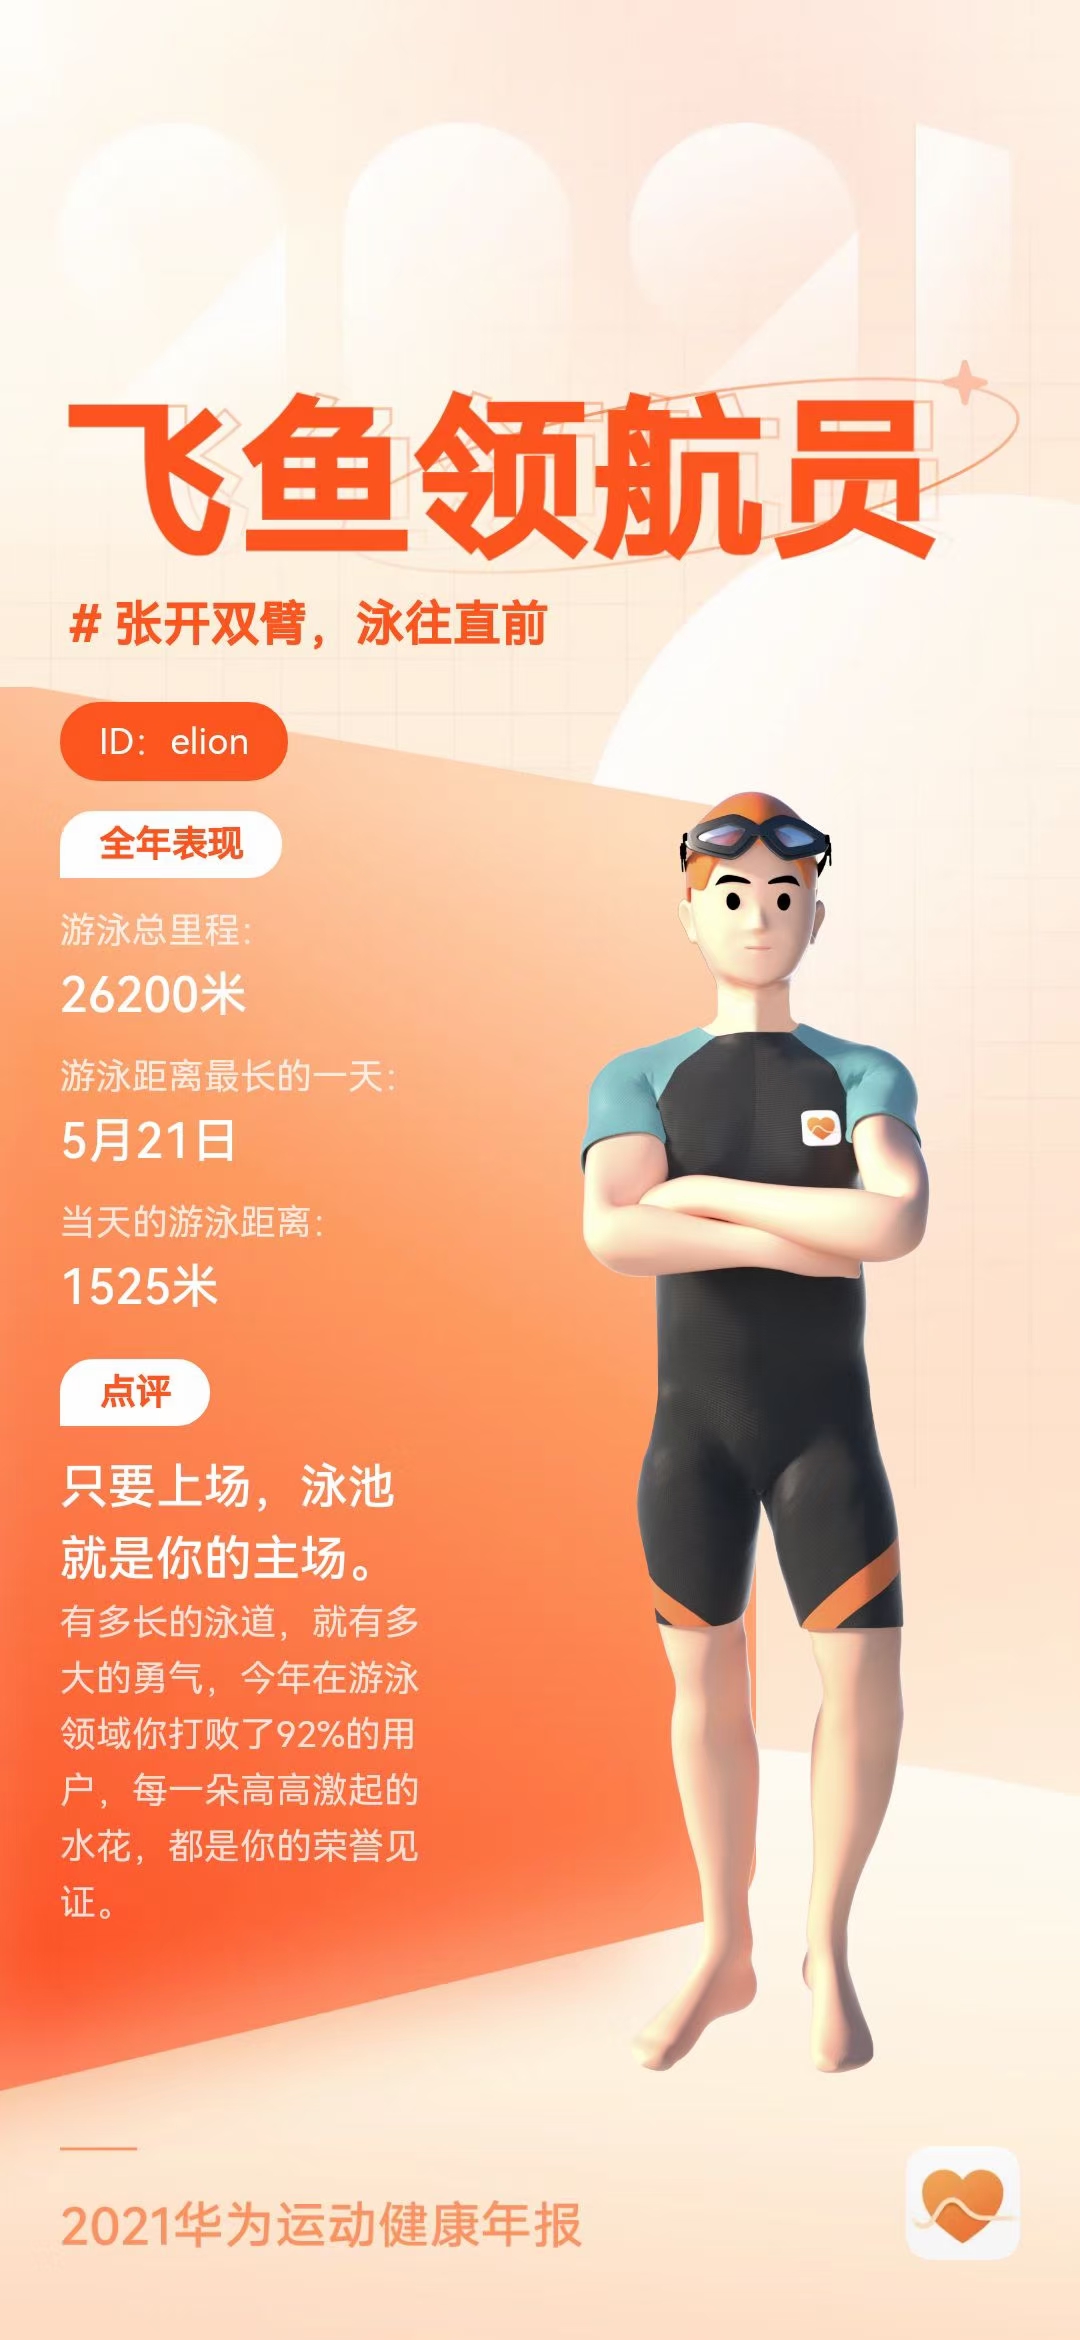 2021
飞鱼领航员
# 张开双臂，泳往直前
ID：elion
全年表现
游泳总里程：
26200米
游泳距离最长的一天：
5月21日
当天的游泳距离：
1525米
点评
只要上场，泳池
就是你的主场。
有多长的泳道，就有多
大的勇气，今年在游泳
领域你打败了92%的用
户，每一朵高高激起的
水花，都是你的荣誉见
证。
2021华为运动健康年报